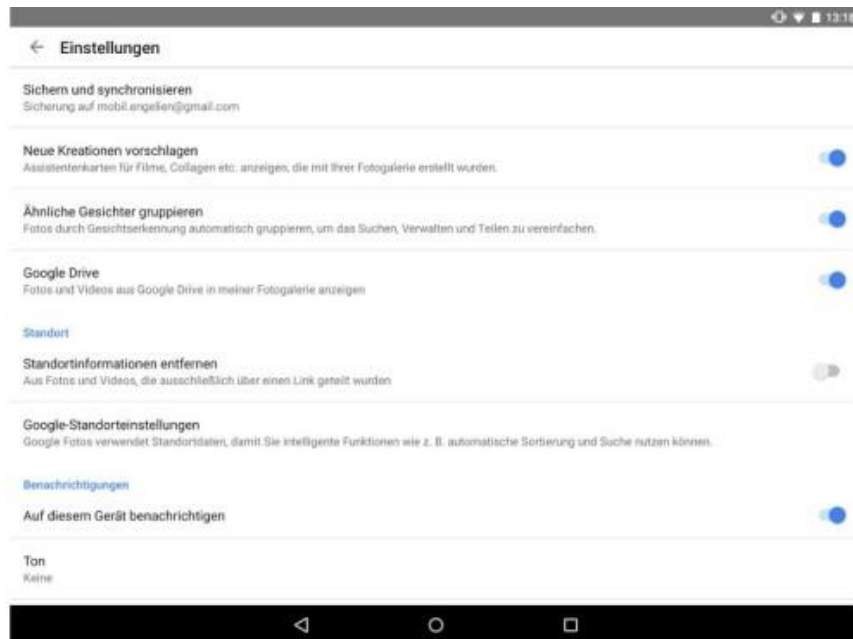 13:18
Einstellungen
Sichern und synchronisieren
Sicherung auf mobil.engelien@gmail.com
Neue Kreationen vorschlagen
Assistentenkarten für Filme, Collagen etc. anzeigen, die mit Ihrer Fotogalerie erstellt wurden.
Ähnliche Gesichter gruppieren
Fotos durch Gesichtserkennung automatisch gruppieren, um das Suchen, Verwalten und Teilen zu vereinfachen.
Google Drive
Fotos und Videos aus Google Drive in meiner Fotogalerie anzeigen
Standort
Standortinformationen entfernen
Aus Fotos und Videos, die ausschließlich über einen Link geteilt wurden
Google-Standorteinstellungen
Google Fotos verwendet Standortdaten, damit Sie intelligente Funktionen wie z. B. automatische Sortierung und Suche nutzen können.
Benachrichtigungen
Auf diesem Gerät benachrichtigen
Ton
Keine